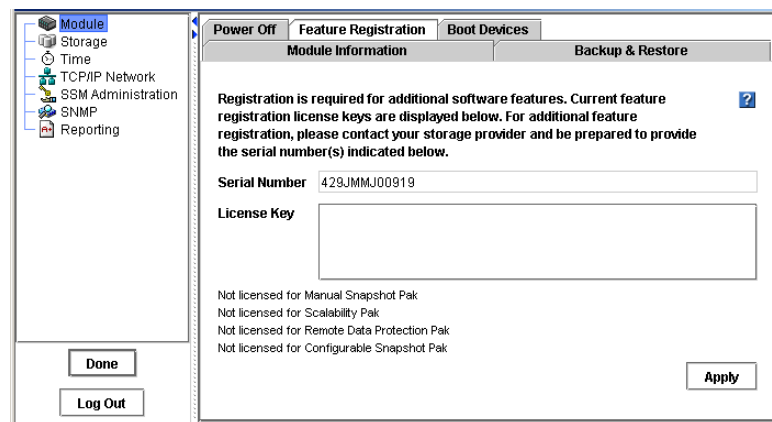 Module
Storage
Time
TCP/IP Network
SSM Administration
SNMP
Reporting
Done
Log Out
Power Off
Feature Registration
Boot Devices
Module Information
Backup & Restore
Registration is required for additional software features. Current feature
registration license keys are displayed below. For additional feature
registration, please contact your storage provider and be prepared to provide
the serial number(s) indicated below.
?
Serial Number 429JMMJ00919
License Key
Not licensed for Manual Snapshot Pak
Not licensed for Scalability Pak
Not licensed for Remote Data Protection Pak
Not licensed for Configurable Snapshot Pak
Apply